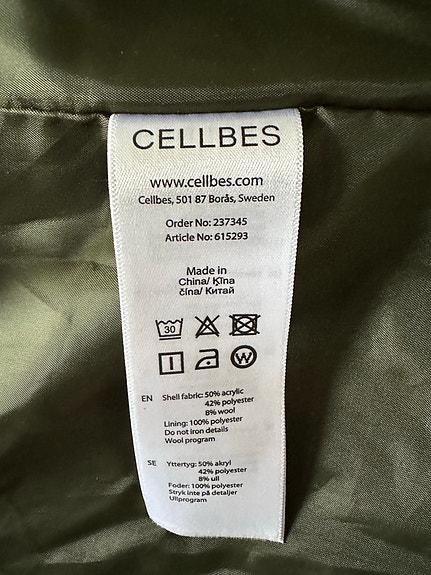 CELLBES
www.cellbes.com
Cellbes, 501 87 Borås, Sweden
Order No: 237345
Article No: 615293
Made in
China/ Ķīna
čína/ Китай
30
W
EN Shell fabric: 50% acrylic
42% polyester
8% wool
Lining: 100% polyester
Do not iron details
Wool program
SE Yttertyg: 50% akryl
42% polyester
8% ull
Foder: 100% polyester
Stryk inte på detaljer
Ullprogram